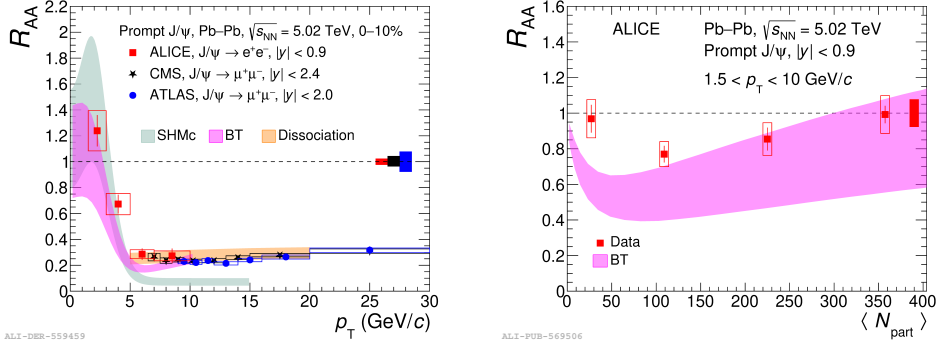 R_AA
2.2
2
1.8
1.6
1.4
1.2
1
0.8
0.6
0.4
0.2
0
Prompt J/ψ, Pb–Pb, √s_NN = 5.02 TeV, 0–10%
ALICE, J/ψ → e⁺e⁻, |y| < 0.9
CMS, J/ψ → μ⁺μ⁻, |y| < 2.4
ATLAS, J/ψ → μ⁺μ⁻, |y| < 2.0
SHMc BT Dissociation
0 5 10 15 20 25 30
p_T (GeV/c)
ALI-DER-559459
R_AA
1.6
1.4
1.2
1
0.8
0.6
0.4
0.2
ALICE
Pb–Pb, √s_NN = 5.02 TeV
Prompt J/ψ, |y| < 0.9
1.5 < p_T < 10 GeV/c
Data
BT
0 50 100 150 200 250 300 350 400
⟨ N_part ⟩
ALI-PUB-569506